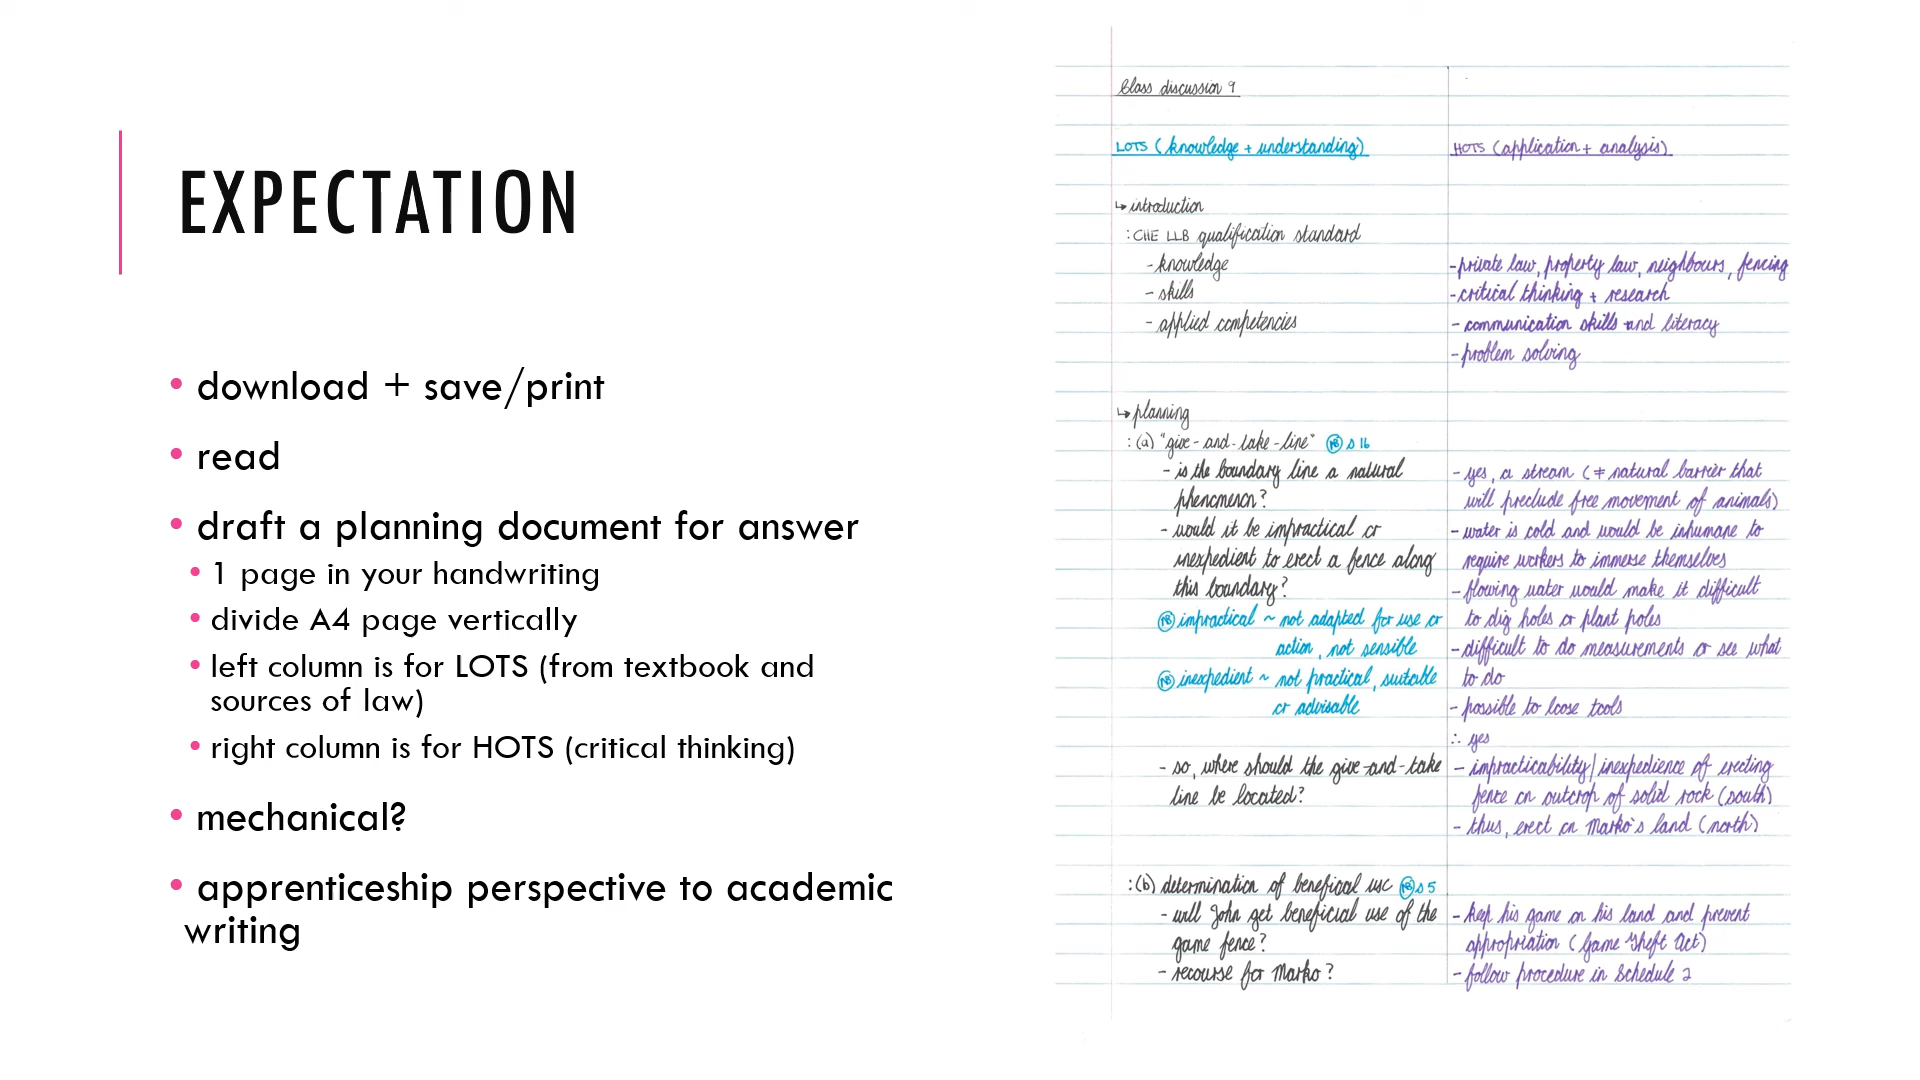 EXPECTATION
• download + save/print
• read
• draft a planning document for answer
• 1 page in your handwriting
• divide A4 page vertically
• left column is for LOTS (from textbook and
sources of law)
• right column is for HOTS (critical thinking)
• mechanical?
• apprenticeship perspective to academic
writing
Class discussion 9
LOTS (knowledge + understanding)
↳ introduction
: CHE LLB qualification standard
- knowledge
- skills
- applied competencies
↳ planning
: (a) "give-and-take-line" NB s 16
- is the boundary line a natural
phenomenon?
- would it be impractical or
inexpedient to erect a fence along
this boundary?
NB impractical ~ not adapted for use or
action, not sensible
NB inexpedient ~ not practical, suitable
or advisable
- so, where should the give-and-take
line be located?
: (b) determination of benefical use NB s 5
- will John get beneficial use of the
game fence?
- recourse for Marko?
HOTS (application + analysis)
- private law, property law, neighbours, fencing
- critical thinking + research
- communication skills and literacy
- problem solving
- yes, a stream (≠ natural barrier that
will preclude free movement of animals)
- water is cold and would be inhumane to
require workers to immerse themselves
- flowing water would make it difficult
to dig holes or plant poles
- difficult to do measurements or see what
to do
- possible to loose tools
∴ yes
- impracticability/inexpedience of erecting
fence on outcrop of solid rock (south)
- thus, erect on Marko's land (north)
- keep his game on his land and prevent
appropriation (Game Theft Act)
- follow procedure in Schedule 2